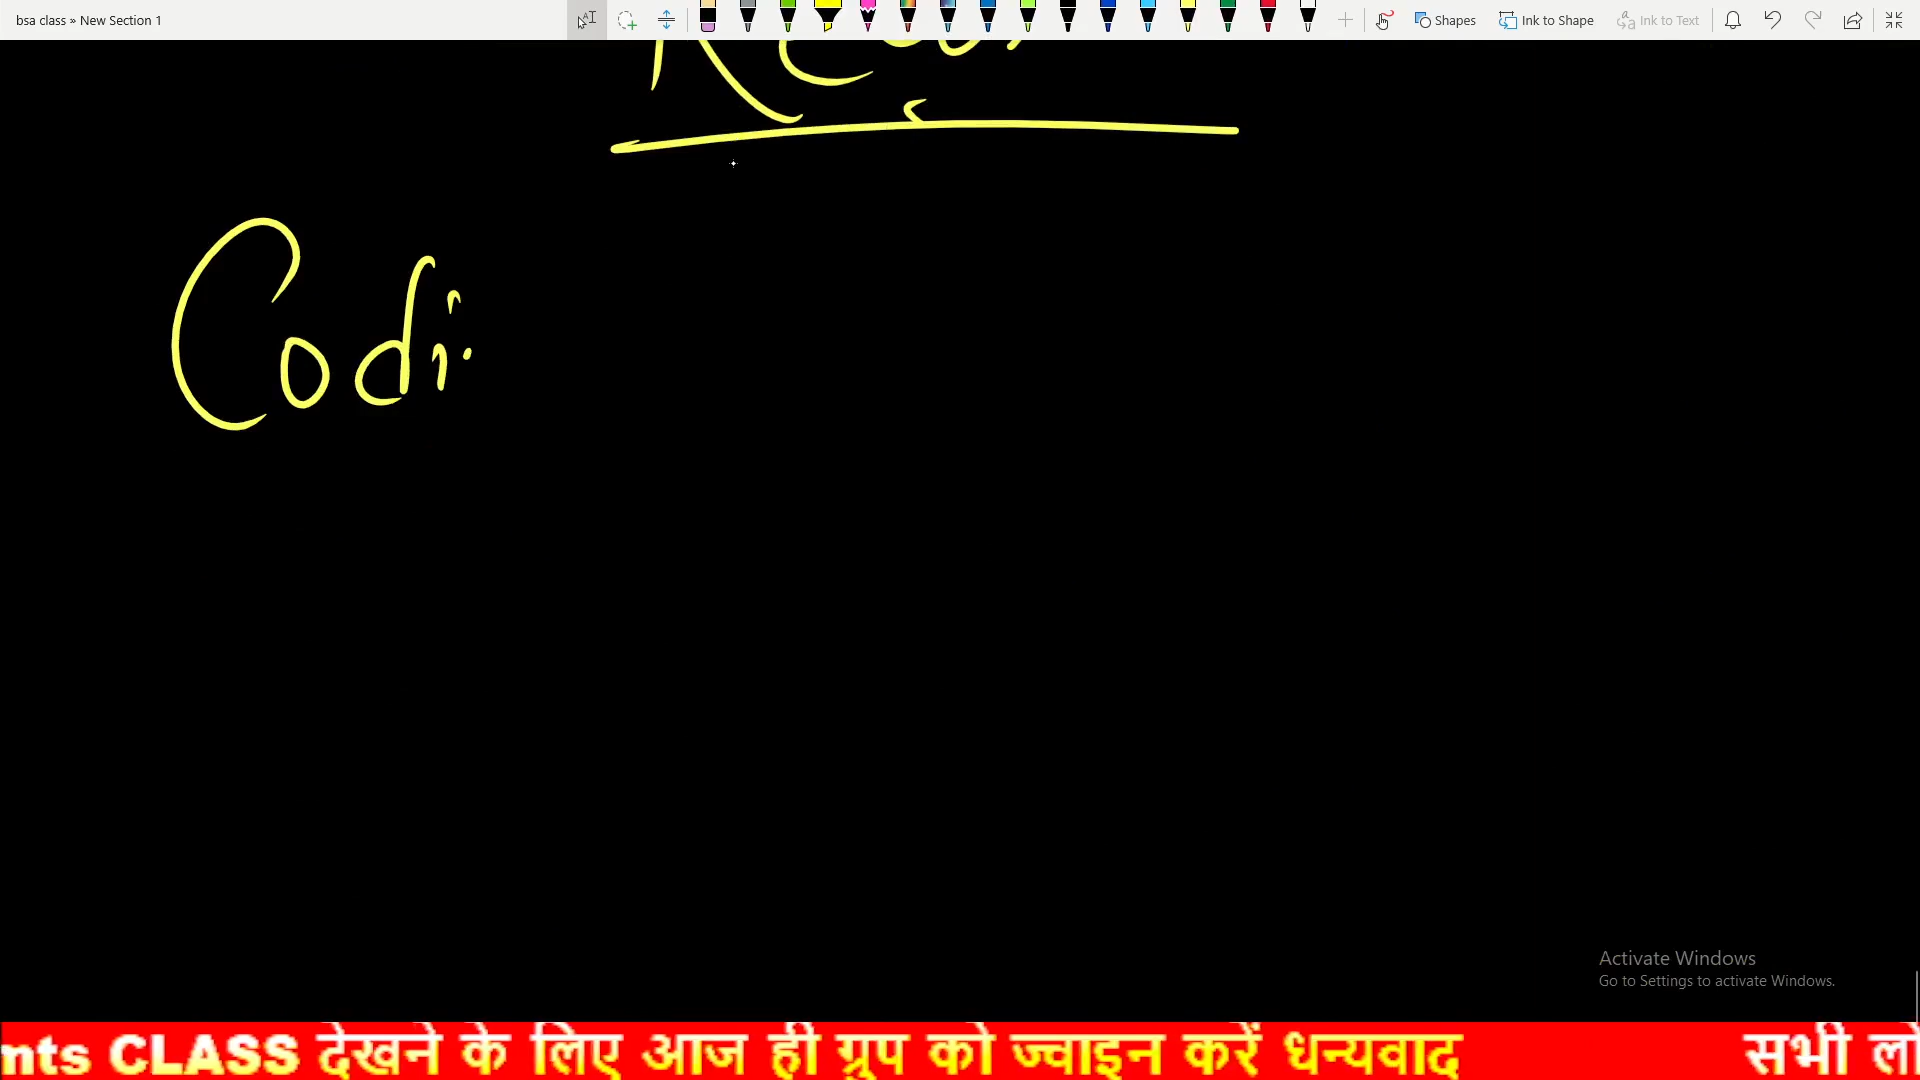 bsa class » New Section 1
Shapes
Ink to Shape
Ink to Text
Codi
Activate Windows
Go to Settings to activate Windows.
nts CLASS देखने के लिए आज ही ग्रुप को ज्वाइन करें धन्यवाद सभी लो